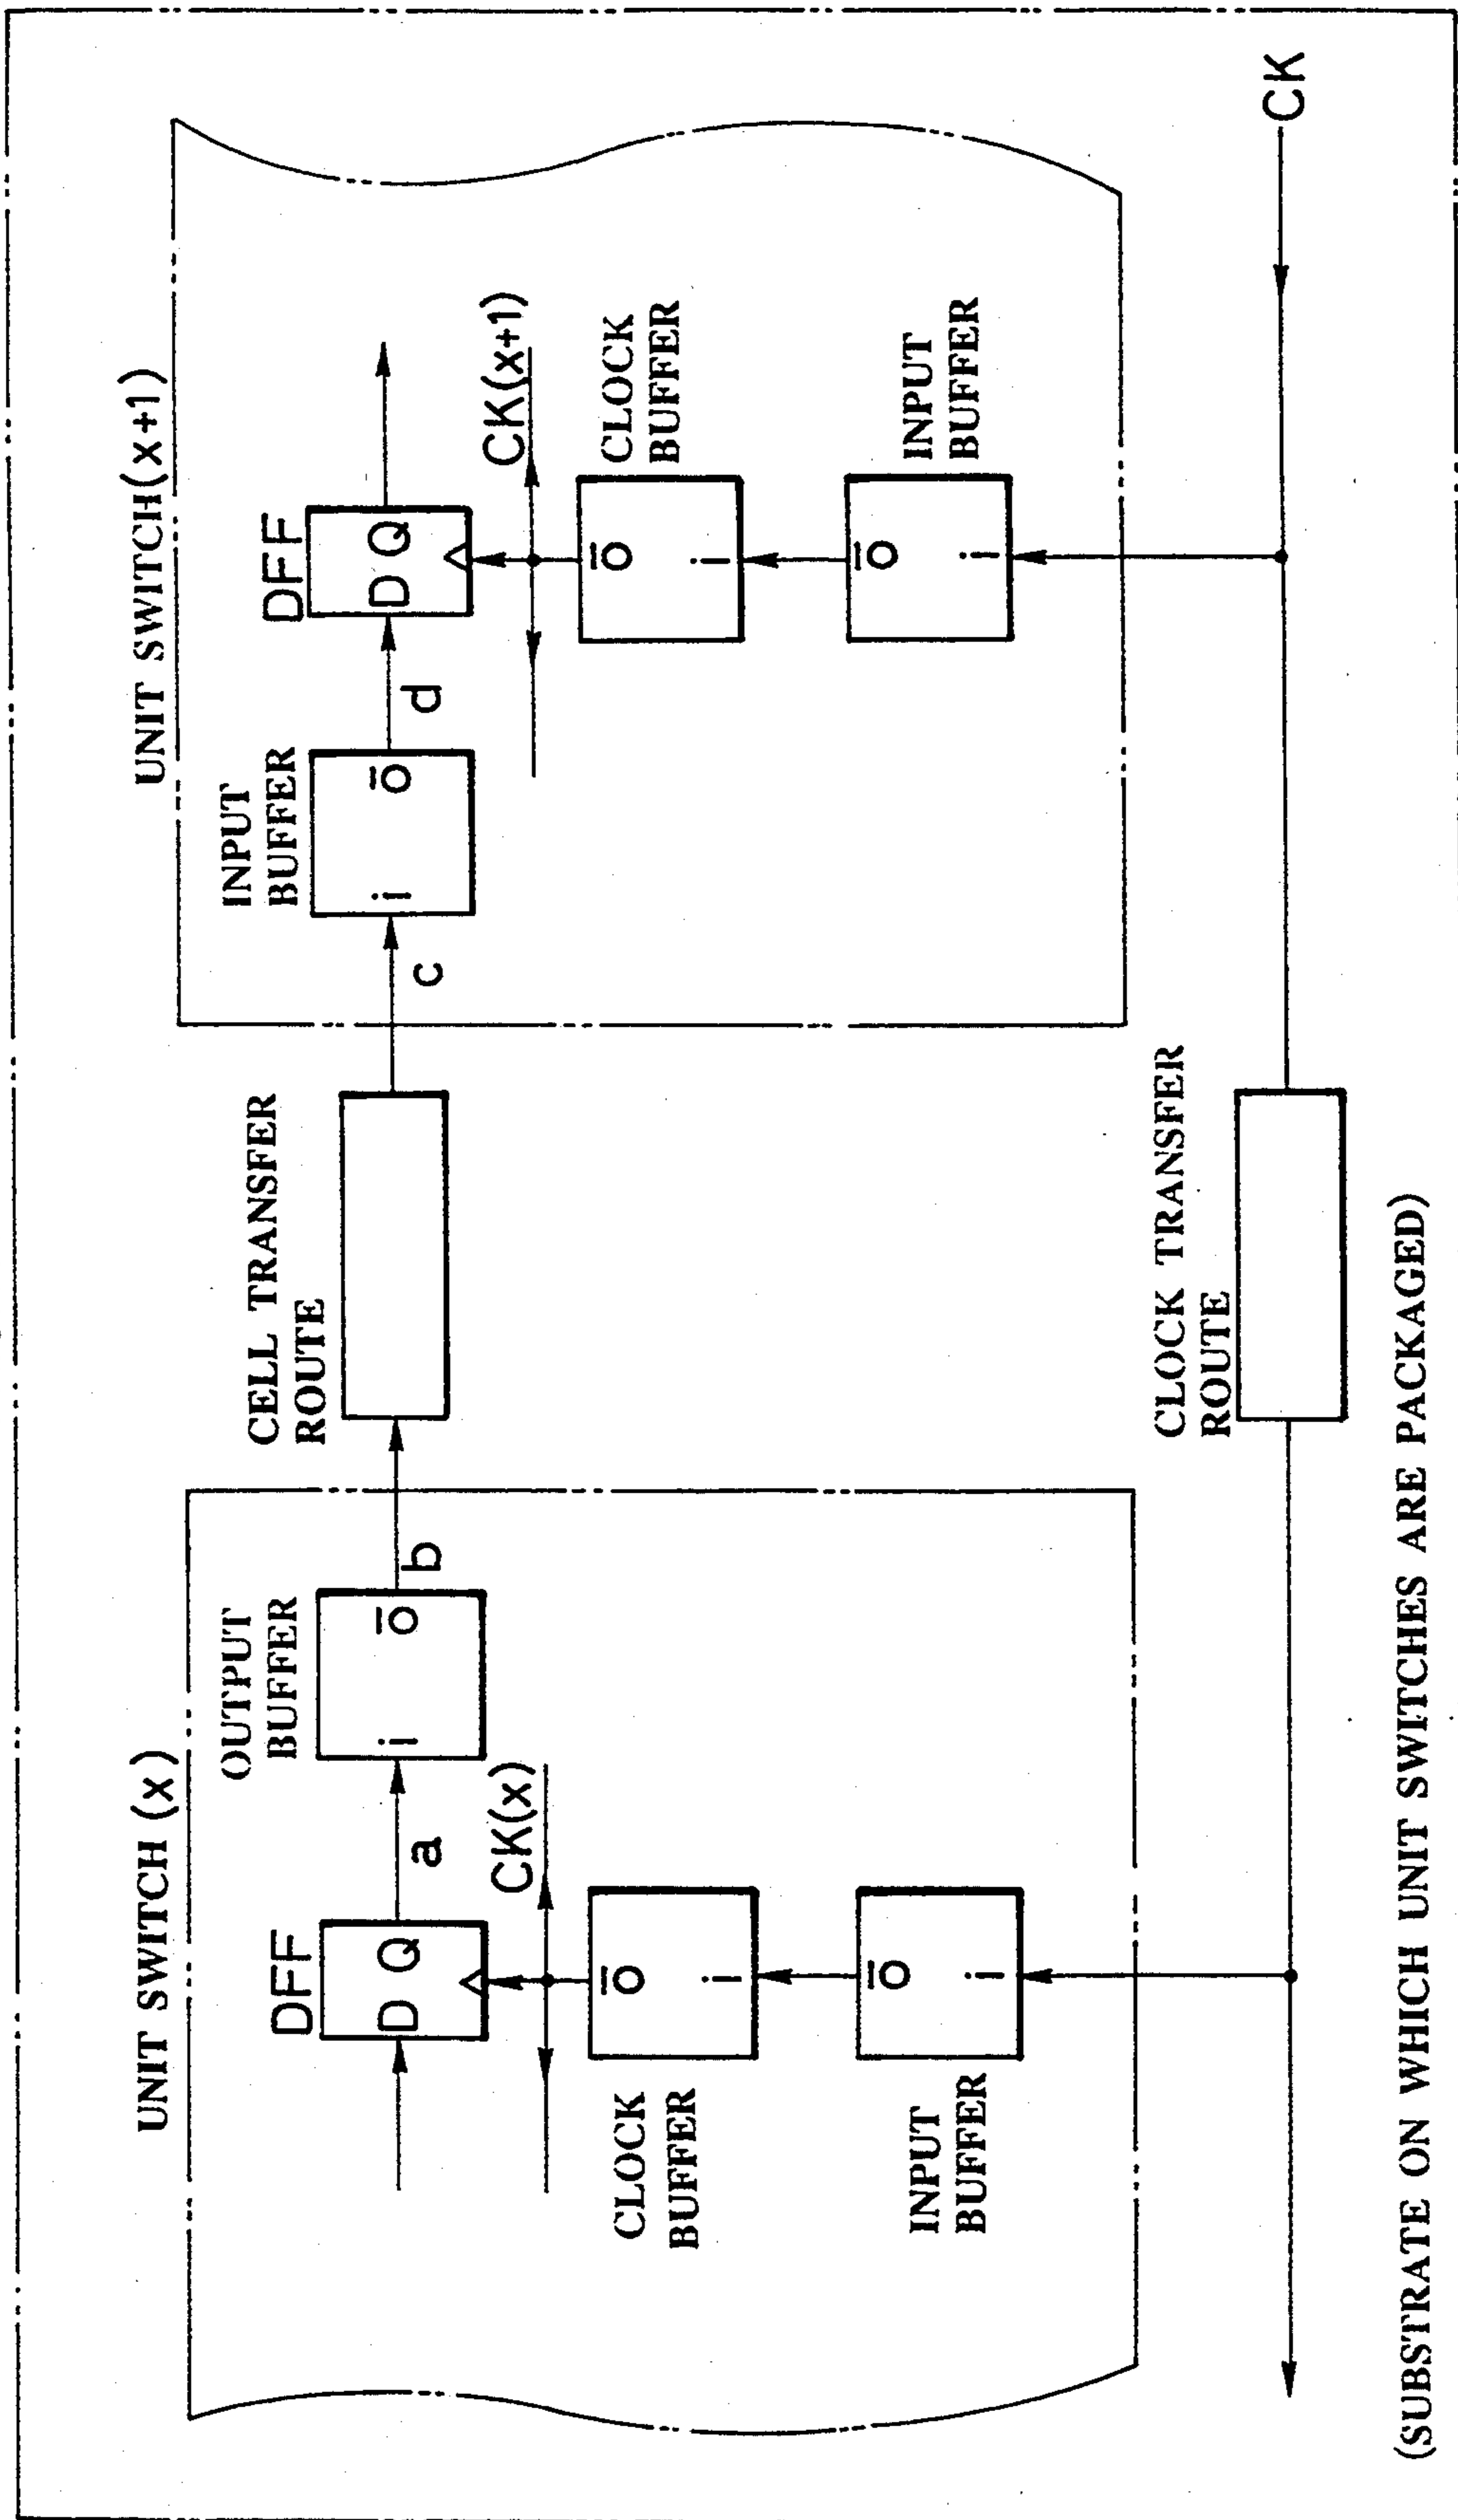 UNIT SWITCH (x)
DFF
D Q
a
OUTPUT
BUFFER
i o̅
b
CK(x)
CLOCK
BUFFER
o̅
i
INPUT
BUFFER
o̅
i
CELL TRANSFER
ROUTE
CLOCK TRANSFER
ROUTE
UNIT SWITCH(x+1)
c
INPUT
BUFFER
i o̅
d
DFF
D Q
CK(x+1)
CLOCK
BUFFER
o̅
i
INPUT
BUFFER
o̅
i
CK
(SUBSTRATE ON WHICH UNIT SWITCHES ARE PACKAGED)